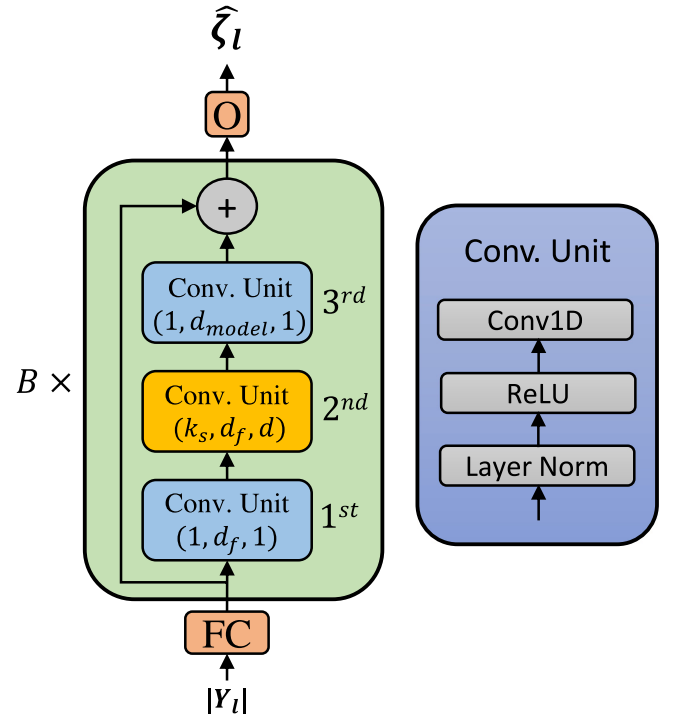 ζ̂_l
O
+
Conv. Unit
(1, d_model, 1)
3^rd
B ×
Conv. Unit
(k_s, d_f, d)
2^nd
Conv. Unit
(1, d_f, 1)
1^st
FC
|Y_l|
Conv. Unit
Conv1D
ReLU
Layer Norm